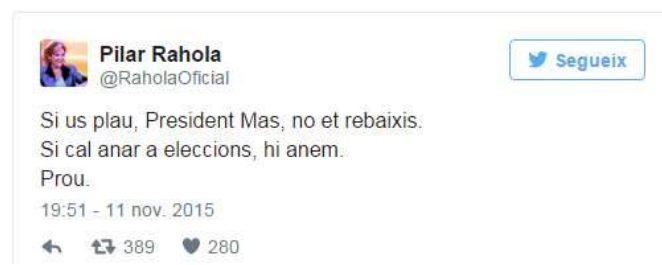 Pilar Rahola
@RaholaOficial
Segueix
Si us plau, President Mas, no et rebaixis.
Si cal anar a eleccions, hi anem.
Prou.
19:51 - 11 nov. 2015
389 280